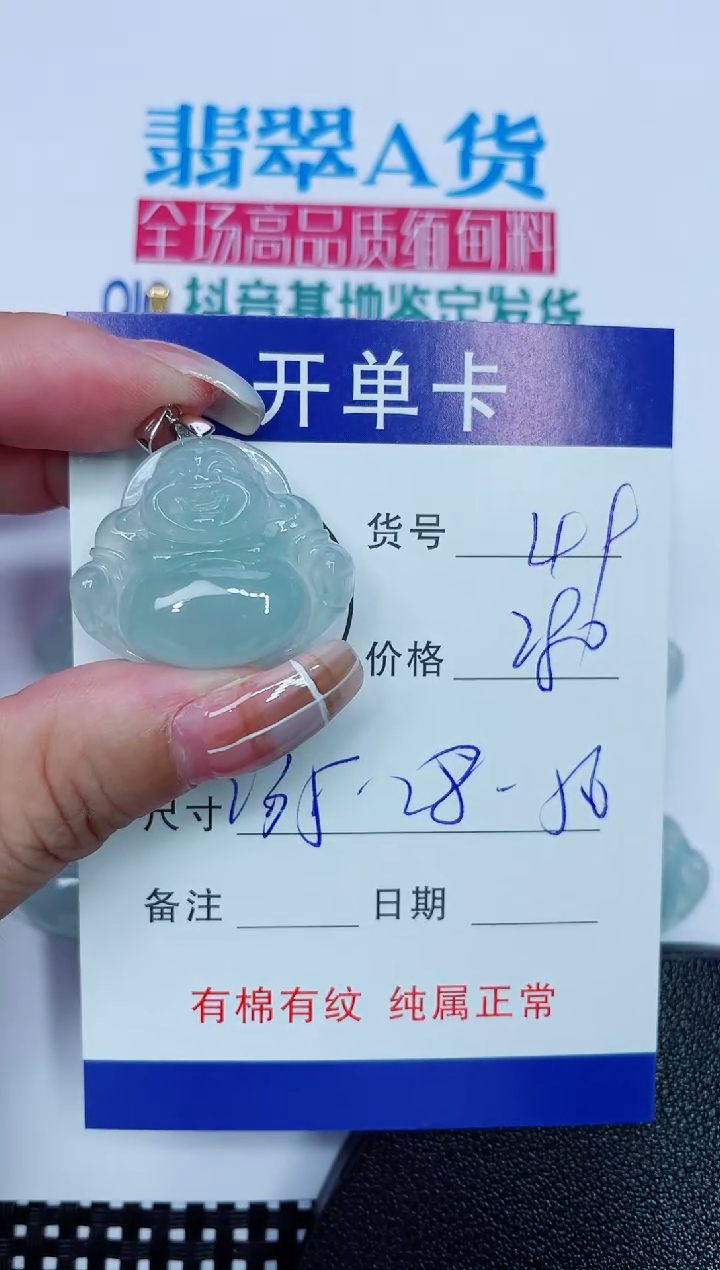 翡翠A货
全场高品质缅甸料
抖音基地鉴定发货
开单卡
货号 49
价格 280
尺寸
备注 日期
有棉有纹 纯属正常